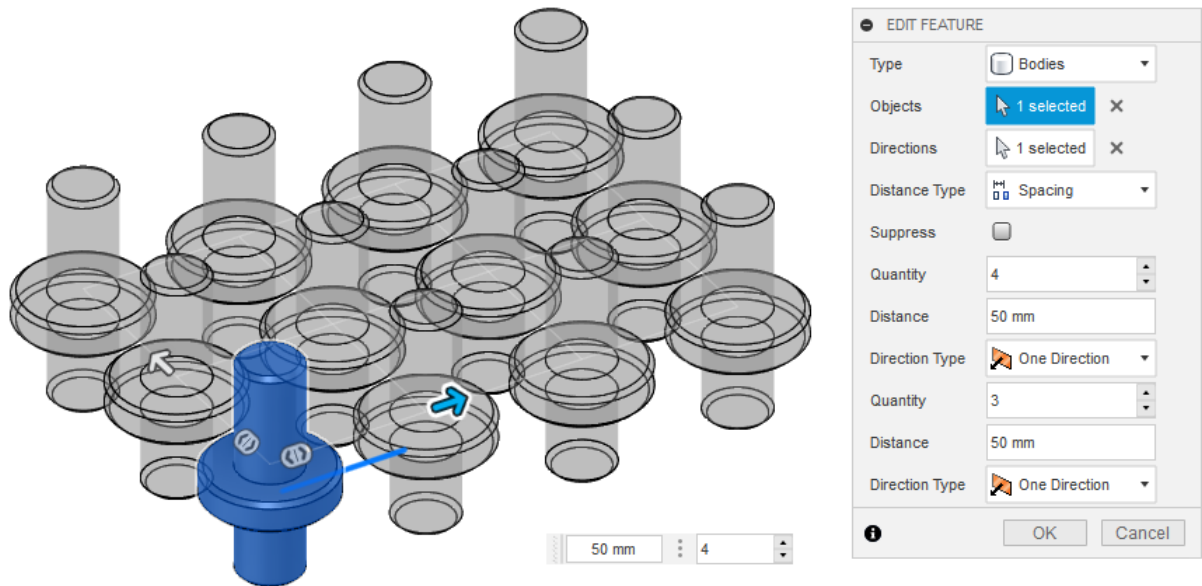 EDIT FEATURE
Type Bodies
Objects 1 selected
Directions 1 selected
Distance Type Spacing
Suppress
Quantity 4
Distance 50 mm
Direction Type One Direction
Quantity 3
Distance 50 mm
Direction Type One Direction
OK Cancel
50 mm 4